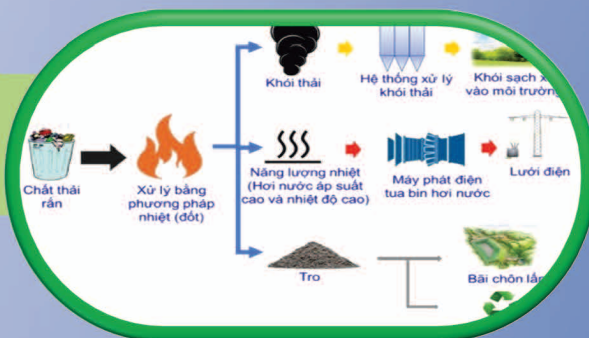 Khói thải
Hệ thống xử lý
khói thải
Khói sạch
vào môi trường
Chất thải
rắn
Xử lý bằng
phương pháp
nhiệt (đốt)
Năng lượng nhiệt
(Hơi nước áp suất
cao và nhiệt độ cao)
Máy phát điện
tua bin hơi nước
Lưới điện
Tro
Bãi chôn